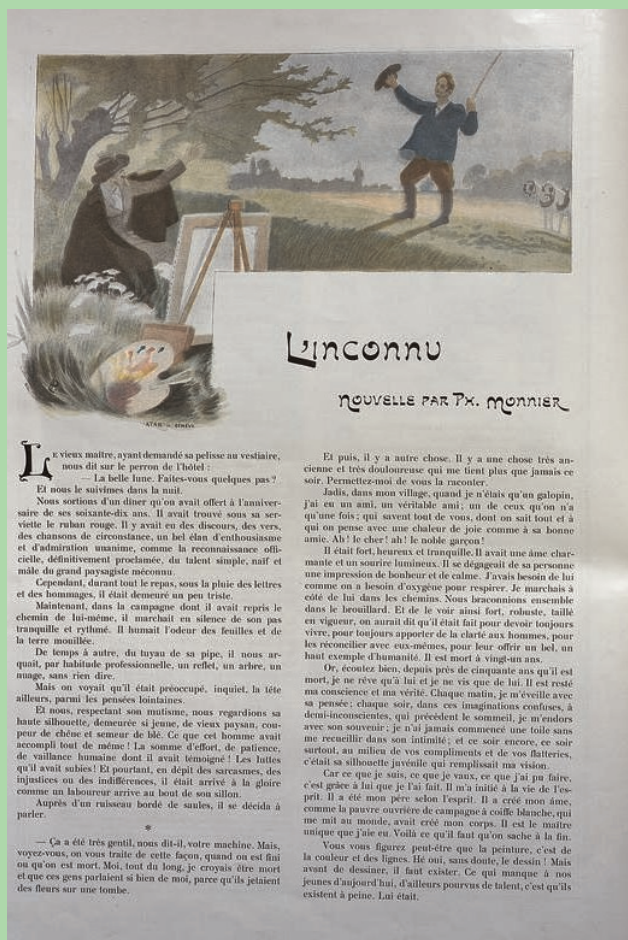 L'INCONNU
NOUVELLE PAR PH. MONNIER
"ATAR" GENÈVE
LE vieux maître, ayant demandé sa pelisse au vestiaire,
nous dit sur le perron de l'hôtel :
— La belle lune. Faites-vous quelques pas ?
Et nous le suivîmes dans la nuit.
Nous sortions d'un dîner qu'on avait offert à l'anniver-
saire de ses soixante-dix ans. Il avait trouvé sous sa ser-
viette le ruban rouge. Il y avait eu des discours, des vers,
des chansons de circonstance, un bel élan d'enthousiasme
et d'admiration unanime, comme la reconnaissance offi-
cielle, définitivement proclamée, du talent simple, naïf et
mâle du grand paysagiste méconnu.
Cependant, durant tout le repas, sous la pluie des lettres
et des hommages, il était demeuré un peu triste.
Maintenant, dans la campagne dont il avait repris le
chemin de lui-même, il marchait en silence de son pas
tranquille et rythmé. Il humait l'odeur des feuilles et de
la terre mouillée.
De temps à autre, du tuyau de sa pipe, il nous ar-
quait, par habitude professionnelle, un reflet, un arbre, un
nuage, sans rien dire.
Mais on voyait qu'il était préoccupé, inquiet, la tête
ailleurs, parmi les pensées lointaines.
Et nous, respectant son mutisme, nous regardions sa
haute silhouette, demeurée si jeune, de vieux paysan, cou-
peur de chêne et semeur de blé. Ce que cet homme avait
accompli tout de même ! La somme d'effort, de patience,
de vaillance humaine dont il avait témoigné ! Les luttes
qu'il avait subies ! Et pourtant, en dépit des sarcasmes, des
injustices ou des indifférences, il était arrivé à la gloire
comme un laboureur arrive au bout de son sillon.
Auprès d'un ruisseau bordé de saules, il se décida à
parler.
*
— Ça a été très gentil, nous dit-il, votre machine. Mais,
voyez-vous, on vous traite de cette façon, quand on est fini
ou qu'on est mort. Moi, tout du long, je croyais être mort
et que ces gens parlaient si bien de moi, parce qu'ils jetaient
des fleurs sur une tombe.
Et puis, il y a autre chose. Il y a une chose très an-
cienne et très douloureuse qui me tient plus que jamais ce
soir. Permettez-moi de vous la raconter.
Jadis, dans mon village, quand je n'étais qu'un galopin,
j'ai eu un ami, un véritable ami ; un de ceux qu'on n'a
qu'une fois ; qui savent tout de vous, dont on sait tout et à
qui on pense avec une chaleur de joie comme à sa bonne
amie. Ah ! le cher ! ah ! le noble garçon !
Il était fort, heureux et tranquille. Il avait une âme char-
mante et un sourire lumineux. Il se dégageait de sa personne
une impression de bonheur et de calme. J'avais besoin de lui
comme on a besoin d'oxygène pour respirer. Je marchais à
côté de lui dans les chemins. Nous braconnions ensemble
dans le brouillard. Et de le voir ainsi fort, robuste, taillé
en vigueur, on aurait dit qu'il était fait pour devoir toujours
vivre, pour toujours apporter de la clarté aux hommes, pour
les réconcilier avec eux-mêmes, pour leur offrir un bel, un
haut exemple d'humanité. Il est mort à vingt-un ans.
Or, écoutez bien, depuis près de cinquante ans qu'il est
mort, je ne rêve qu'à lui et je ne vis que de lui. Il est resté
ma conscience et ma vérité. Chaque matin, je m'éveille avec
sa pensée ; chaque soir, dans ces imaginations confuses, à
demi-inconscientes, qui précèdent le sommeil, je m'endors
avec son souvenir ; je n'ai jamais commencé une toile sans
me recueillir dans son intimité ; et ce soir encore, ce soir
surtout, au milieu de vos compliments et de vos flatteries,
c'était sa silhouette juvénile qui remplissait ma vision.
Car ce que je suis, ce que je vaux, ce que j'ai pu faire,
c'est grâce à lui que je l'ai fait. Il m'a initié à la vie de l'es-
prit. Il a été mon père selon l'esprit. Il a créé mon âme,
comme la pauvre ouvrière de campagne à coiffe blanche, qui
me mit au monde, avait créé mon corps. Il est le maître
unique que j'aie eu. Voilà ce qu'il faut qu'on sache à la fin.
Vous vous figurez peut-être que la peinture, c'est de
la couleur et des lignes. Hé oui, sans doute, le dessin ! Mais
avant de dessiner, il faut exister. Ce qui manque à nos
jeunes d'aujourd'hui, d'ailleurs pourvus de talent, c'est qu'ils
existent à peine. Lui était.